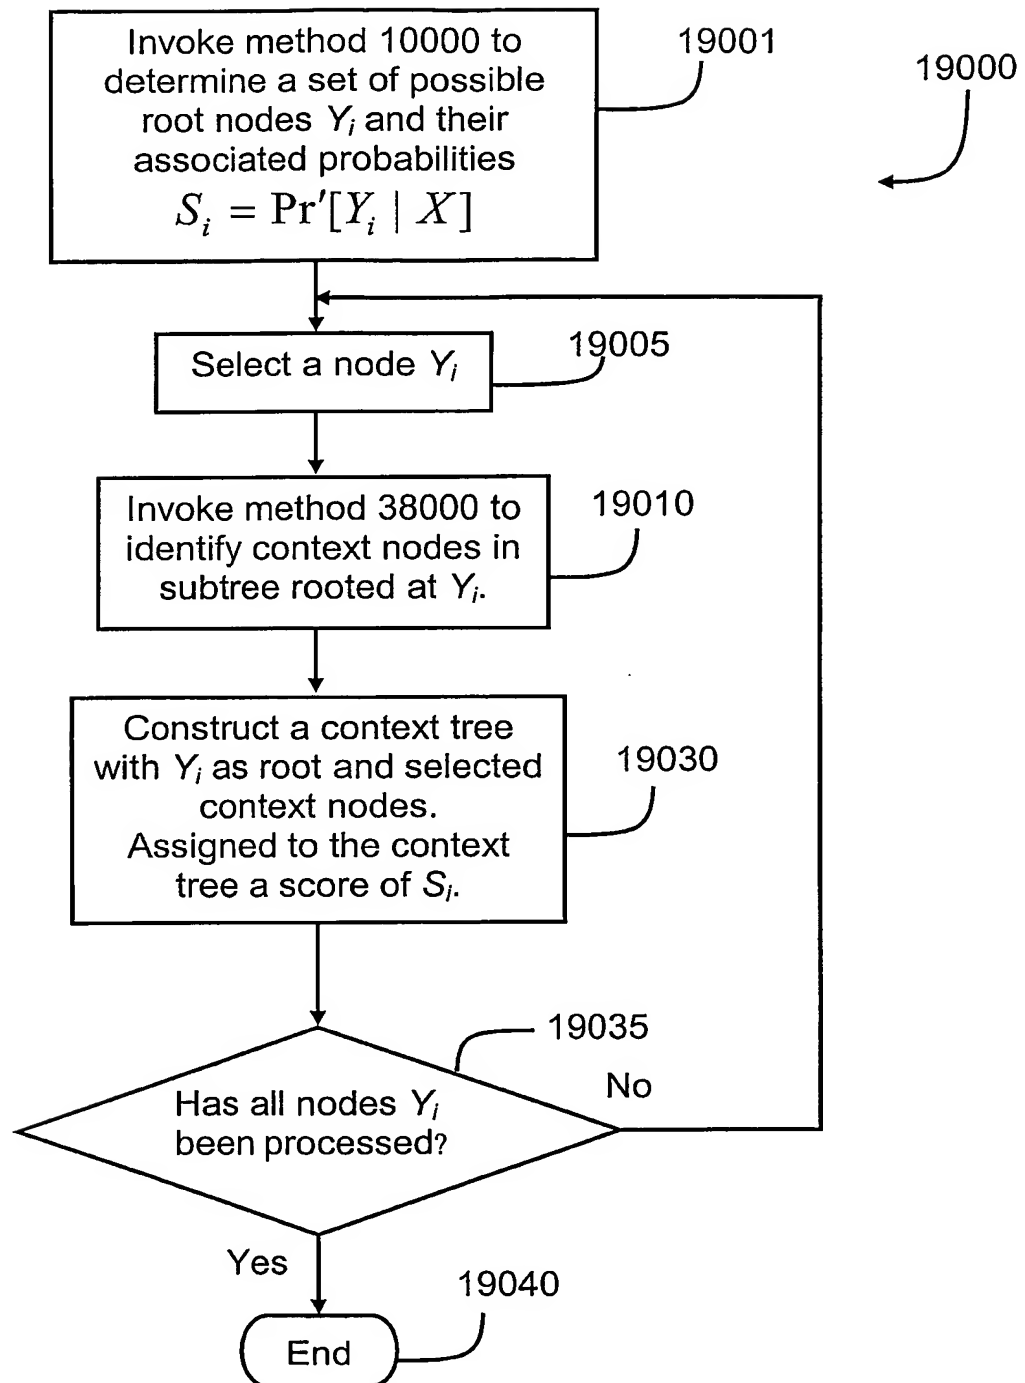 Invoke method 10000 to
determine a set of possible
root nodes Yi and their
associated probabilities
Si = Pr′[Yi | X]
19001
19000
Select a node Yi
19005
Invoke method 38000 to
identify context nodes in
subtree rooted at Yi.
19010
Construct a context tree
with Yi as root and selected
context nodes.
Assigned to the context
tree a score of Si.
19030
19035
Has all nodes Yi
been processed?
No
Yes
19040
End